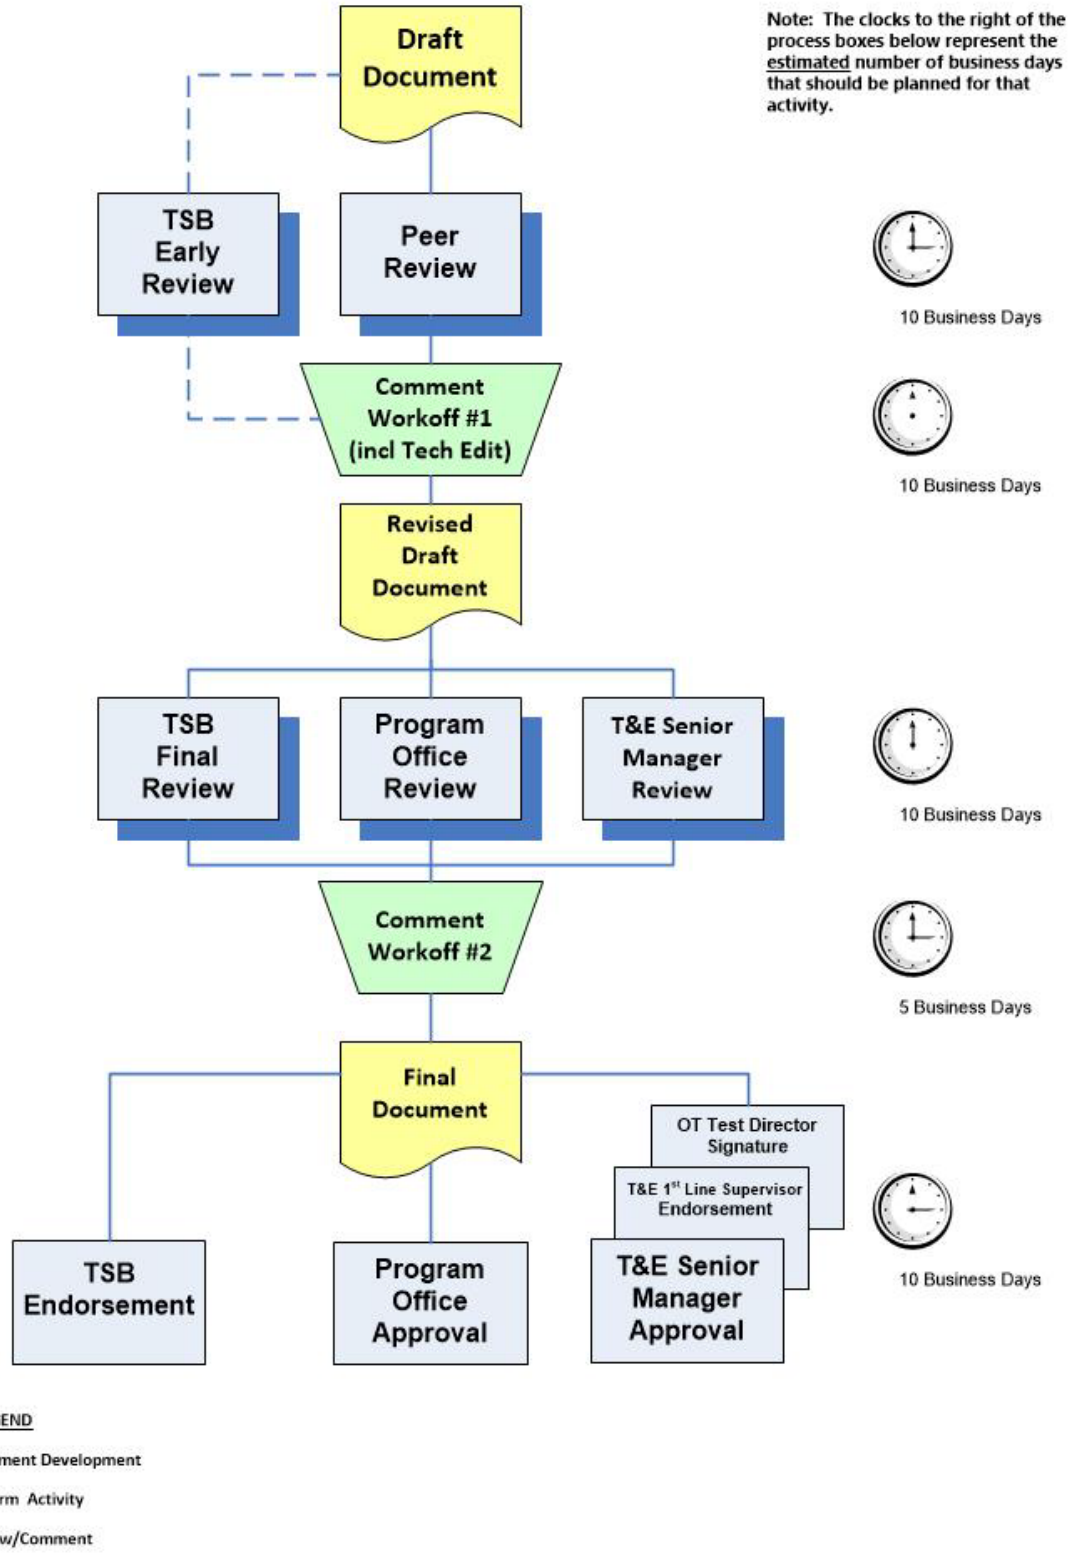 Draft
Document
Note: The clocks to the right of the
process boxes below represent the
estimated number of business days
that should be planned for that
activity.
TSB
Early
Review
Peer
Review
10 Business Days
Comment
Workoff #1
(incl Tech Edit)
10 Business Days
Revised
Draft
Document
TSB
Final
Review
Program
Office
Review
T&E Senior
Manager
Review
10 Business Days
Comment
Workoff #2
5 Business Days
Final
Document
OT Test Director
Signature
T&E 1st Line Supervisor
Endorsement
TSB
Endorsement
Program
Office
Approval
T&E Senior
Manager
Approval
10 Business Days
END
ment Development
rm Activity
w/Comment